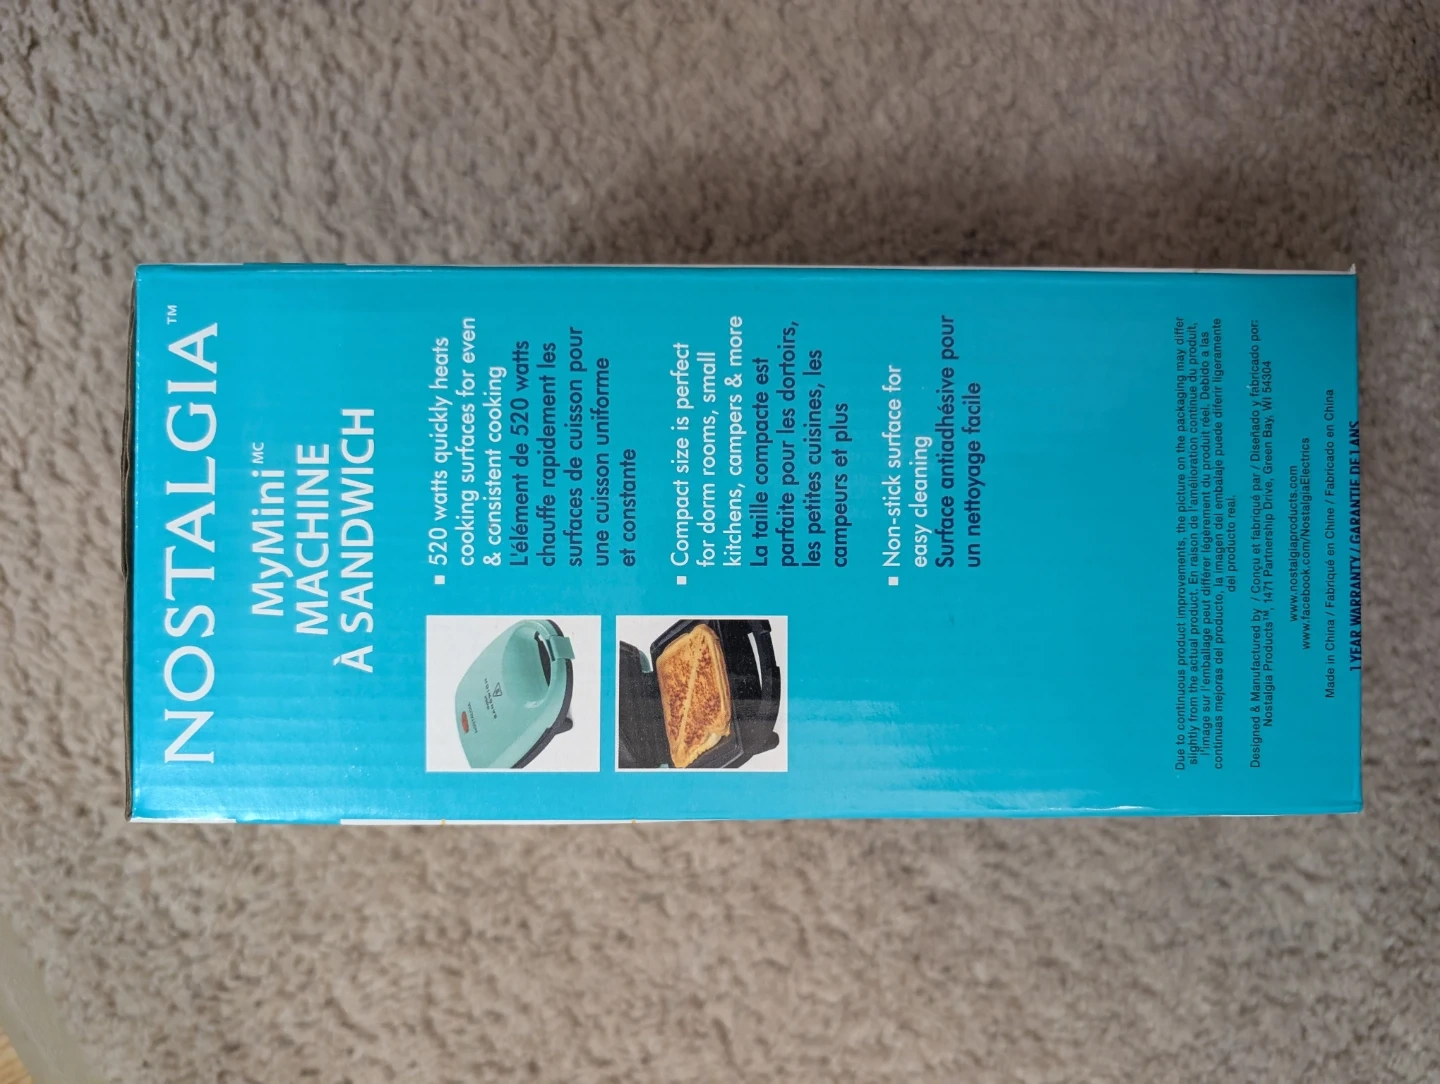 NOSTALGIA™
MyMini MC
MACHINE
À SANDWICH
▪ 520 watts quickly heats
cooking surfaces for even
& consistent cooking
L'élément de 520 watts
chauffe rapidement les
surfaces de cuisson pour
une cuisson uniforme
et constante
▪ Compact size is perfect
for dorm rooms, small
kitchens, campers & more
La taille compacte est
parfaite pour les dortoirs,
les petites cuisines, les
campeurs et plus
▪ Non-stick surface for
easy cleaning
Surface antiadhésive pour
un nettoyage facile
Due to continuous product improvements, the picture on the packaging may differ
slightly from the actual product. En raison de l'amélioration continue du produit,
l'image sur l'emballage peut différer légèrement du produit réel. Debido a las
continuas mejoras del producto, la imagen del embalaje puede diferir ligeramente
del producto real.
Designed & Manufactured by / Conçu et fabriqué par / Diseñado y fabricado por:
Nostalgia Products™, 1471 Partnership Drive, Green Bay, WI 54304
www.nostalgiaproducts.com
www.facebook.com/NostalgiaElectrics
Made in China / Fabriqué en Chine / Fabricado en China
1 YEAR WARRANTY / GARANTIE DE 1 ANS